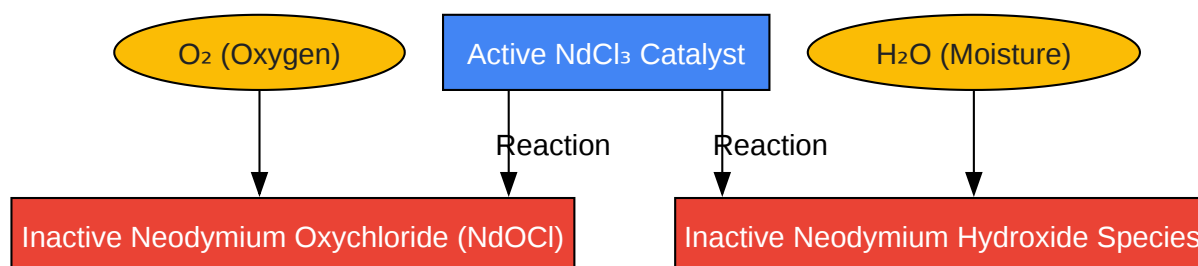 O₂ (Oxygen)
Active NdCl₃ Catalyst
H₂O (Moisture)
Reaction
Reaction
Inactive Neodymium Oxychloride (NdOCl)
Inactive Neodymium Hydroxide Species